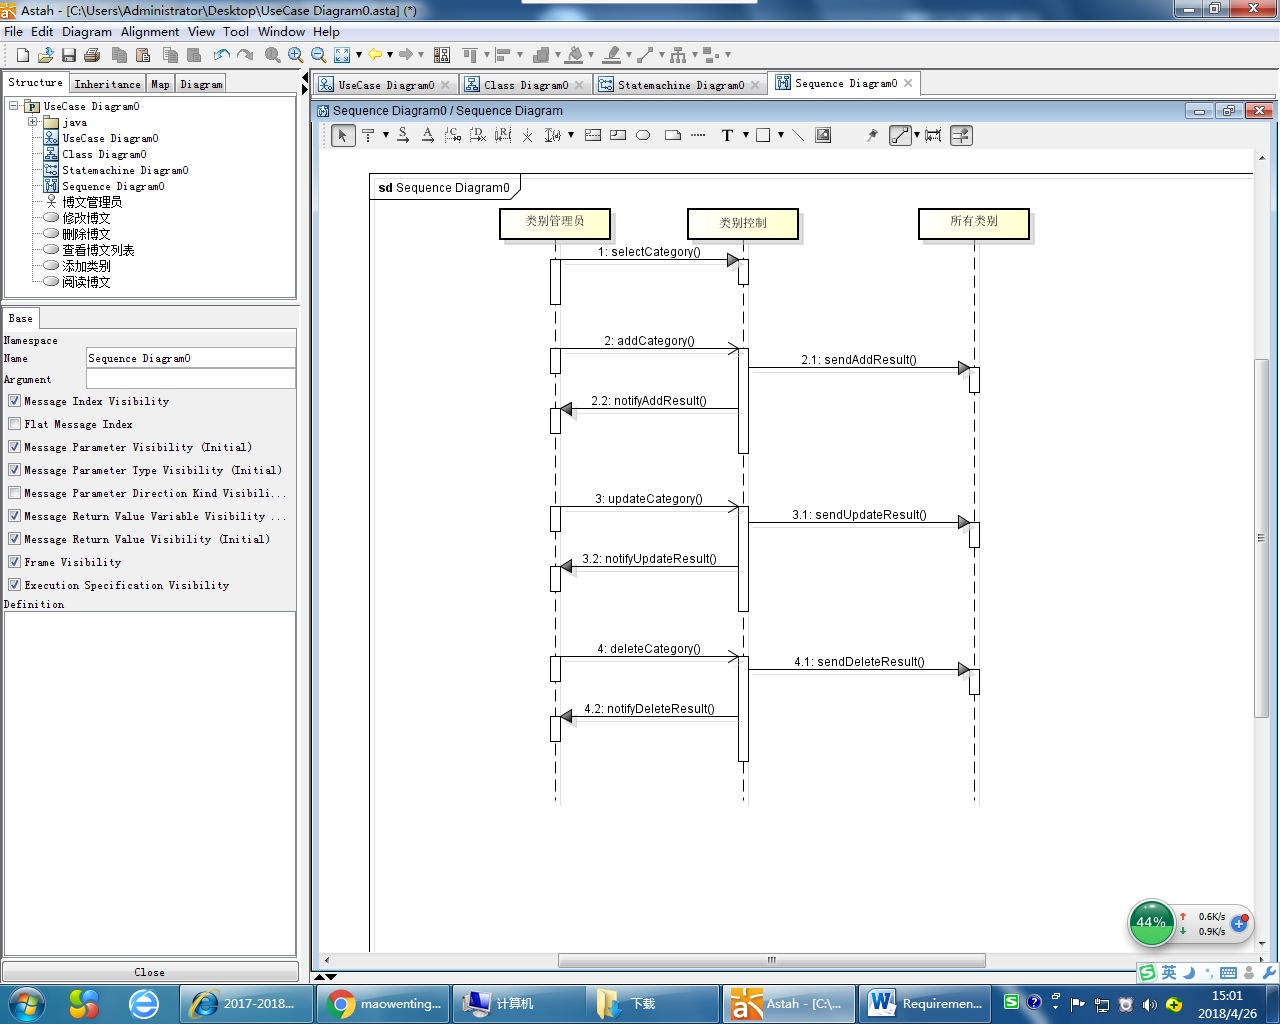 Astah - [C:\Users\Administrator\Desktop\UseCase Diagram0.asta] (*)
File Edit Diagram Alignment View Tool Window Help
Structure Inheritance Map Diagram
UseCase Diagram0
java
UseCase Diagram0
Class Diagram0
Statemachine Diagram0
Sequence Diagram0
博文管理员
修改博文
删除博文
查看博文列表
添加类别
阅读博文
Base
Namespace
Name Sequence Diagram0
Argument
Message Index Visibility
Flat Message Index
Message Parameter Visibility (Initial)
Message Parameter Type Visibility (Initial)
Message Parameter Direction Kind Visibili...
Message Return Value Variable Visibility ...
Message Return Value Visibility (Initial)
Frame Visibility
Execution Specification Visibility
Definition
Close
UseCase Diagram0 Class Diagram0 Statemachine Diagram0 Sequence Diagram0
Sequence Diagram0 / Sequence Diagram
sd Sequence Diagram0
类别管理员 类别控制 所有类别
1: selectCategory()
2: addCategory()
2.1: sendAddResult()
2.2: notifyAddResult()
3: updateCategory()
3.1: sendUpdateResult()
3.2: notifyUpdateResult()
4: deleteCategory()
4.1: sendDeleteResult()
4.2: notifyDeleteResult()
44% 0.6K/s
0.9K/s
英
2017-2018... maowenting... 计算机 下载 Astah - [C:\... Requiremen...
15:01
2018/4/26